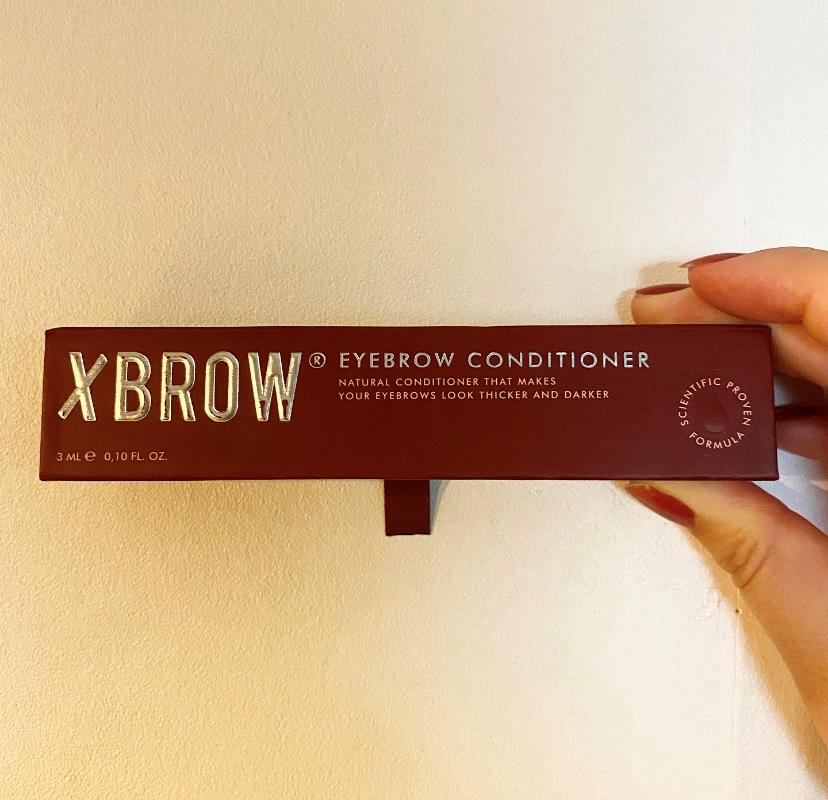 XBROW® EYEBROW CONDITIONER
NATURAL CONDITIONER THAT MAKES
YOUR EYEBROWS LOOK THICKER AND DARKER
3 ML ℮ 0,10 FL. OZ.
SCIENTIFIC PROVEN
FORMULA